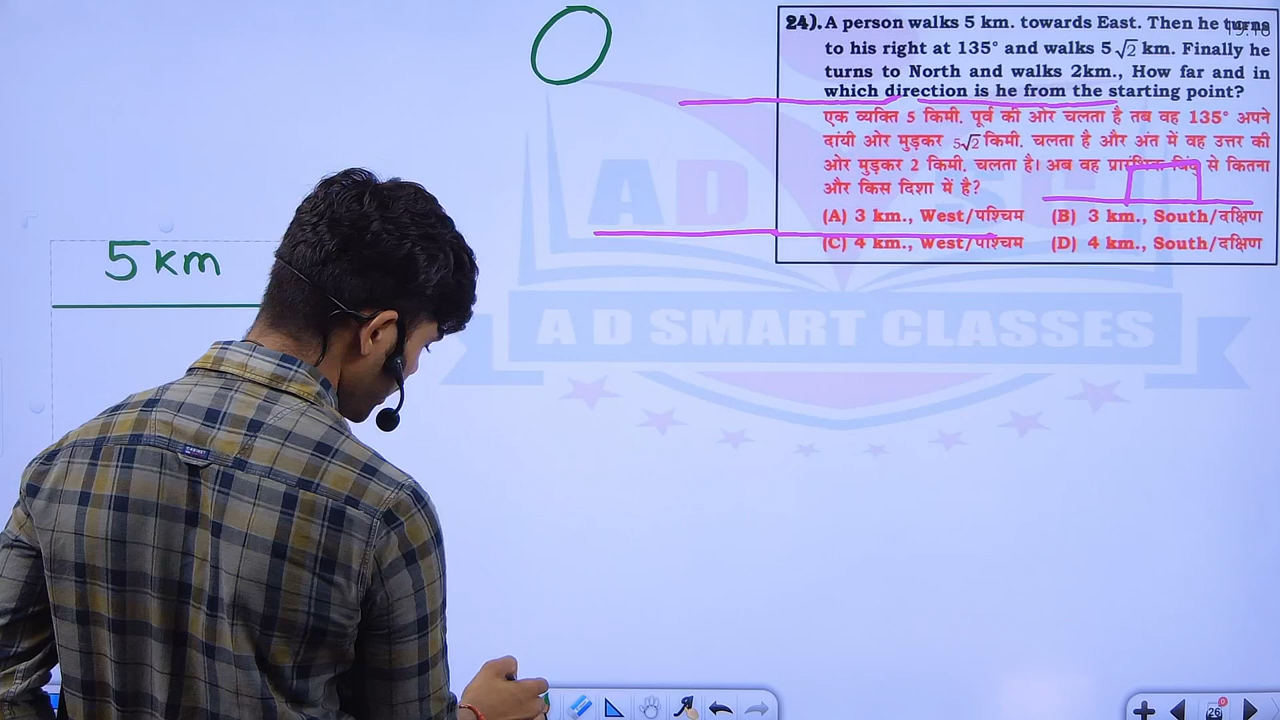 24). A person walks 5 km. towards East. Then he turns
to his right at 135° and walks 5√2 km. Finally he
turns to North and walks 2km., How far and in
which direction is he from the starting point?
एक व्यक्ति 5 किमी. पूर्व की ओर चलता है तब वह 135° अपने
दांयी ओर मुड़कर 5√2 किमी. चलता है और अंत में वह उत्तर की
ओर मुड़कर 2 किमी. चलता है। अब वह प्रारंभिक बिंदु से कितना
और किस दिशा में है?
(A) 3 km., West/पश्चिम (B) 3 km., South/दक्षिण
(C) 4 km., West/पश्चिम (D) 4 km., South/दक्षिण
5 km
A D S C
A D SMART CLASSES
26